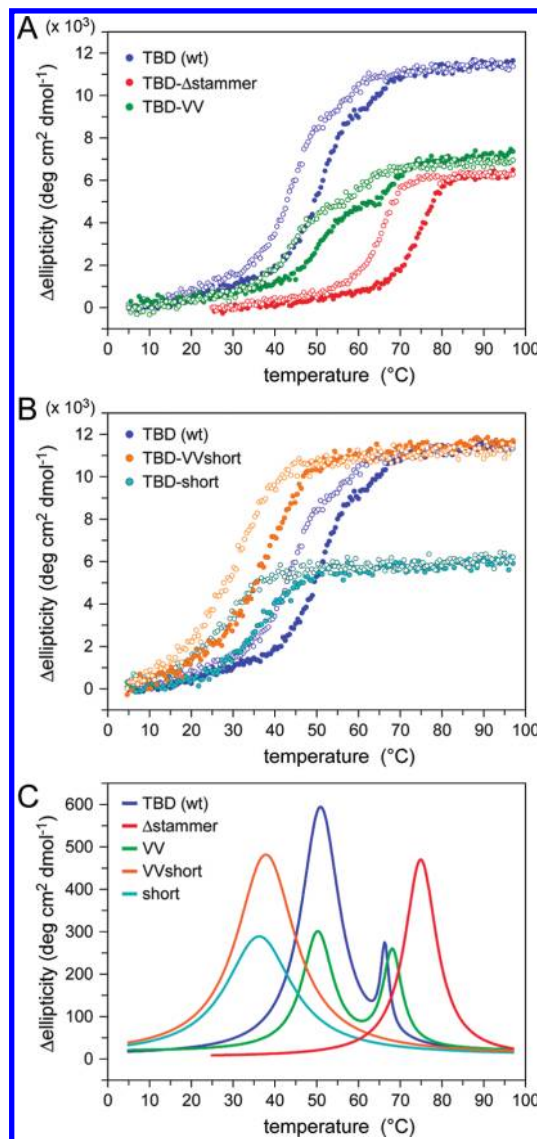 A
(x 10³)
Δellipticity (deg cm² dmol⁻¹)
12
10
8
6
4
2
0
TBD (wt)
TBD-Δstammer
TBD-VV
0 10 20 30 40 50 60 70 80 90 100
temperature (°C)
B
(x 10³)
Δellipticity (deg cm² dmol⁻¹)
12
10
8
6
4
2
0
TBD (wt)
TBD-VVshort
TBD-short
0 10 20 30 40 50 60 70 80 90 100
temperature (°C)
C
Δellipticity (deg cm² dmol⁻¹)
600
500
400
300
200
100
0
TBD (wt)
Δstammer
VV
VVshort
short
0 10 20 30 40 50 60 70 80 90 100
temperature (°C)